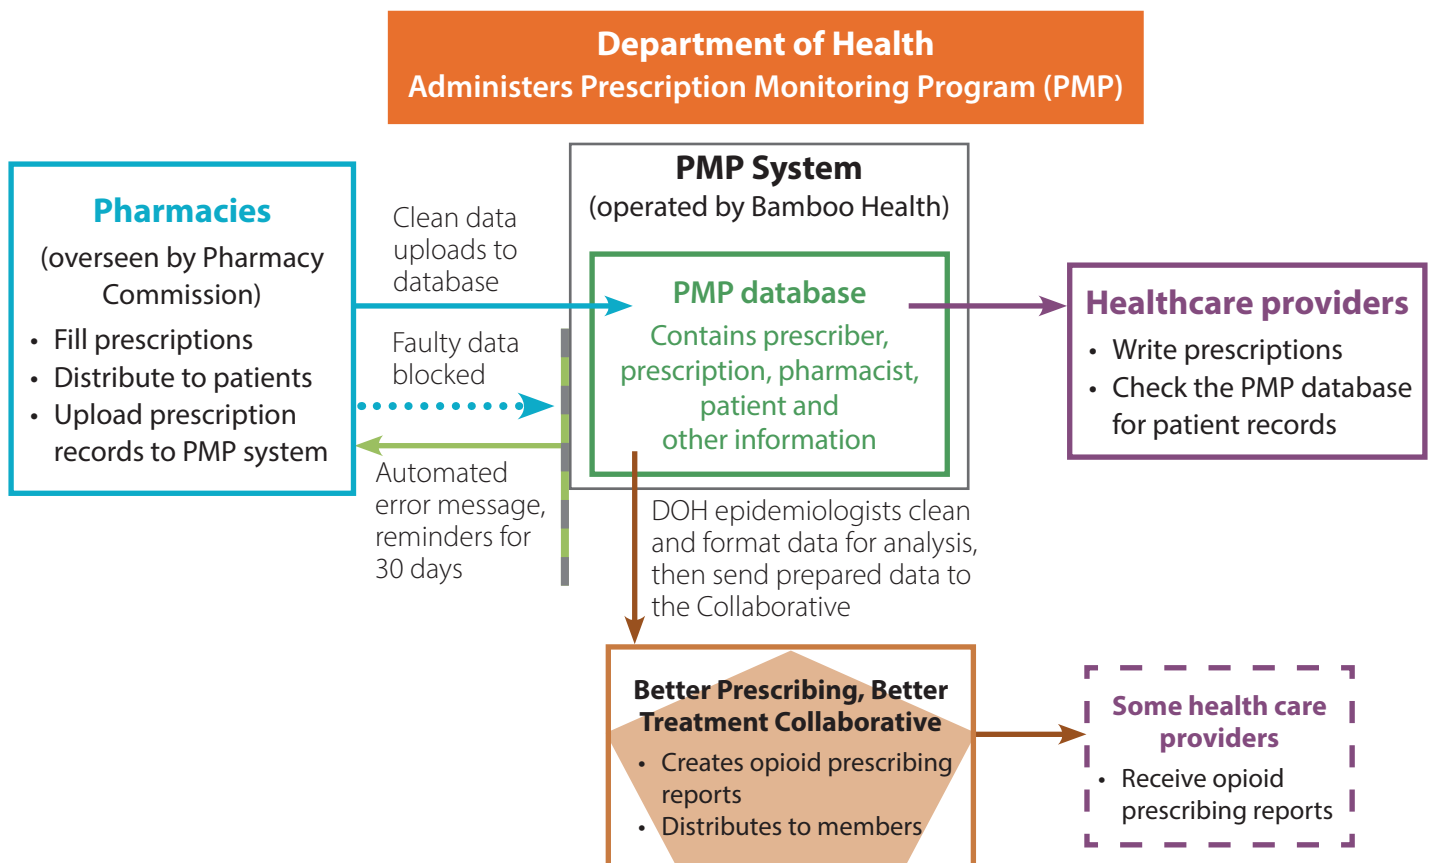 Department of Health
Administers Prescription Monitoring Program (PMP)
Pharmacies
(overseen by Pharmacy
Commission)
• Fill prescriptions
• Distribute to patients
• Upload prescription
records to PMP system
Clean data
uploads to
database
Faulty data
blocked
Automated
error message,
reminders for
30 days
PMP System
(operated by Bamboo Health)
PMP database
Contains prescriber,
prescription, pharmacist,
patient and
other information
Healthcare providers
• Write prescriptions
• Check the PMP database
for patient records
DOH epidemiologists clean
and format data for analysis,
then send prepared data to
the Collaborative
Better Prescribing, Better
Treatment Collaborative
• Creates opioid prescribing
reports
• Distributes to members
Some health care
providers
• Receive opioid
prescribing reports